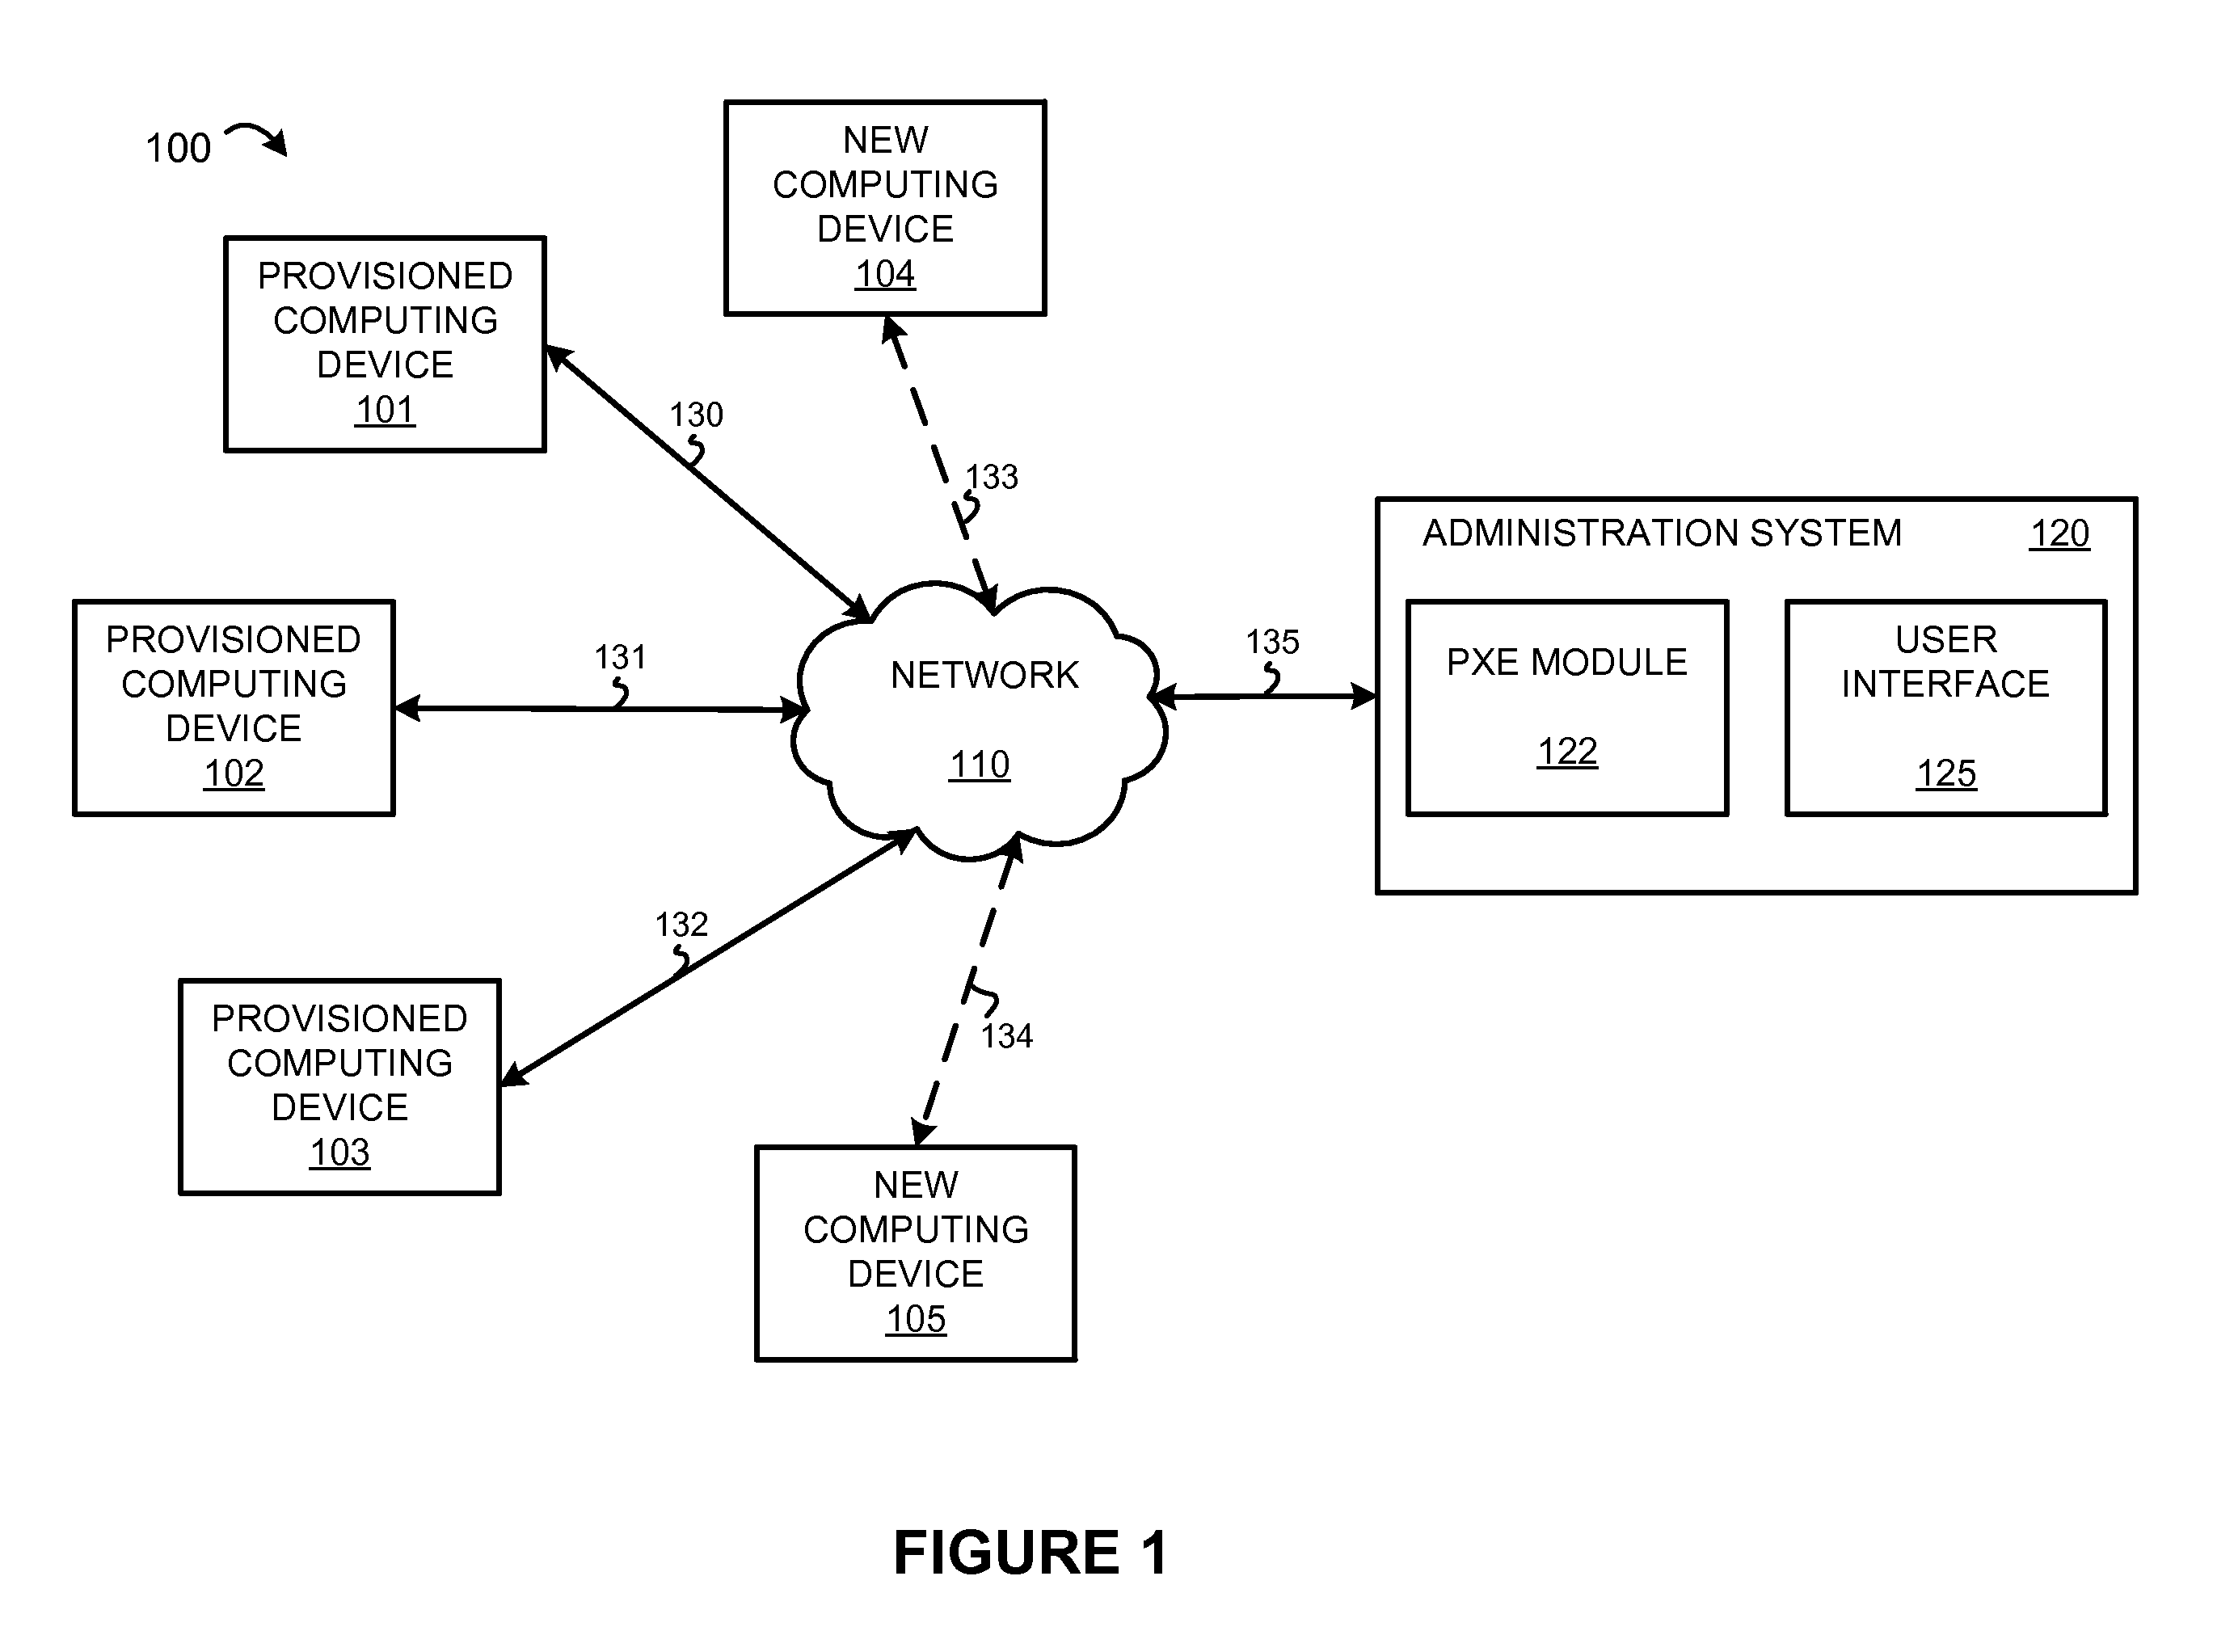 100
NEW
COMPUTING
DEVICE
104
PROVISIONED
COMPUTING
DEVICE
101
130
133
ADMINISTRATION SYSTEM 120
PXE MODULE
122
USER
INTERFACE
125
PROVISIONED
COMPUTING
DEVICE
102
131
NETWORK
110
135
132
134
PROVISIONED
COMPUTING
DEVICE
103
NEW
COMPUTING
DEVICE
105
FIGURE 1